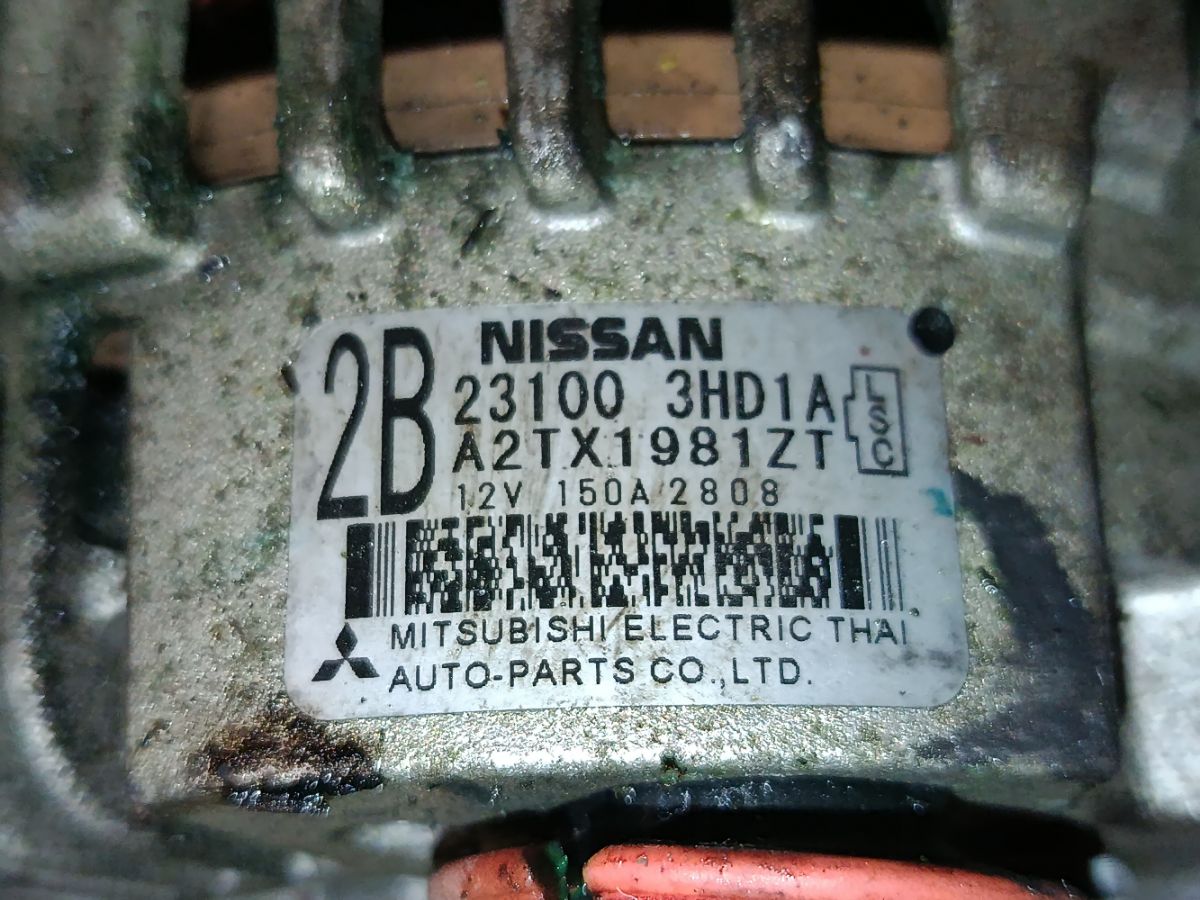 2B
NISSAN
23100 3HD1A
LSC
A2TX1981ZT
12V 150A 2808
MITSUBISHI ELECTRIC THAI
AUTO-PARTS CO.,LTD.